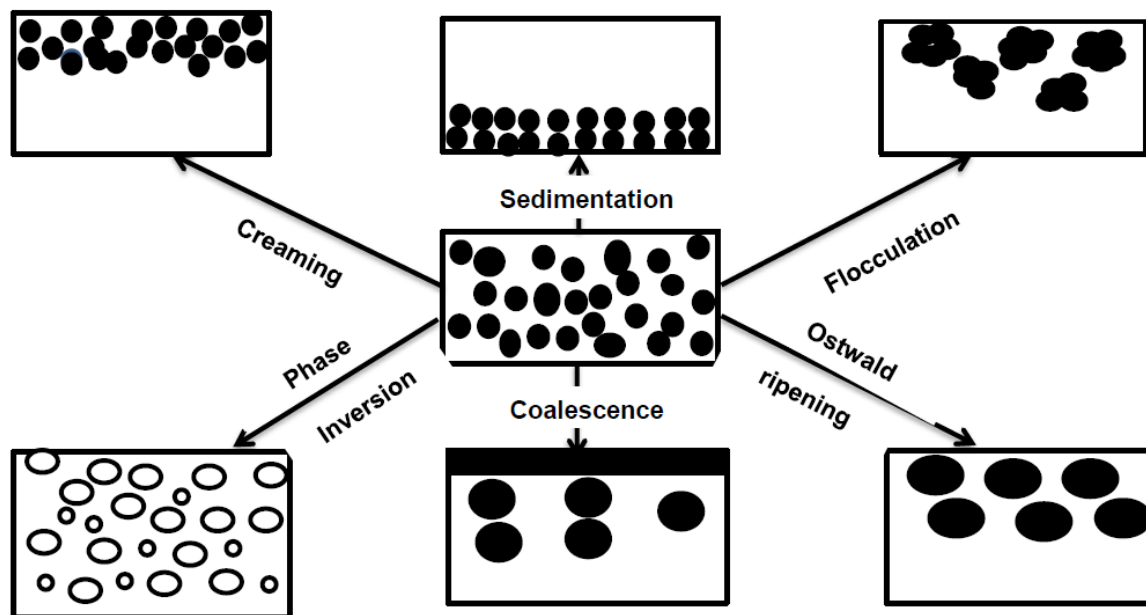 Sedimentation
Creaming
Flocculation
Phase
Inversion
Coalescence
Ostwald
ripening